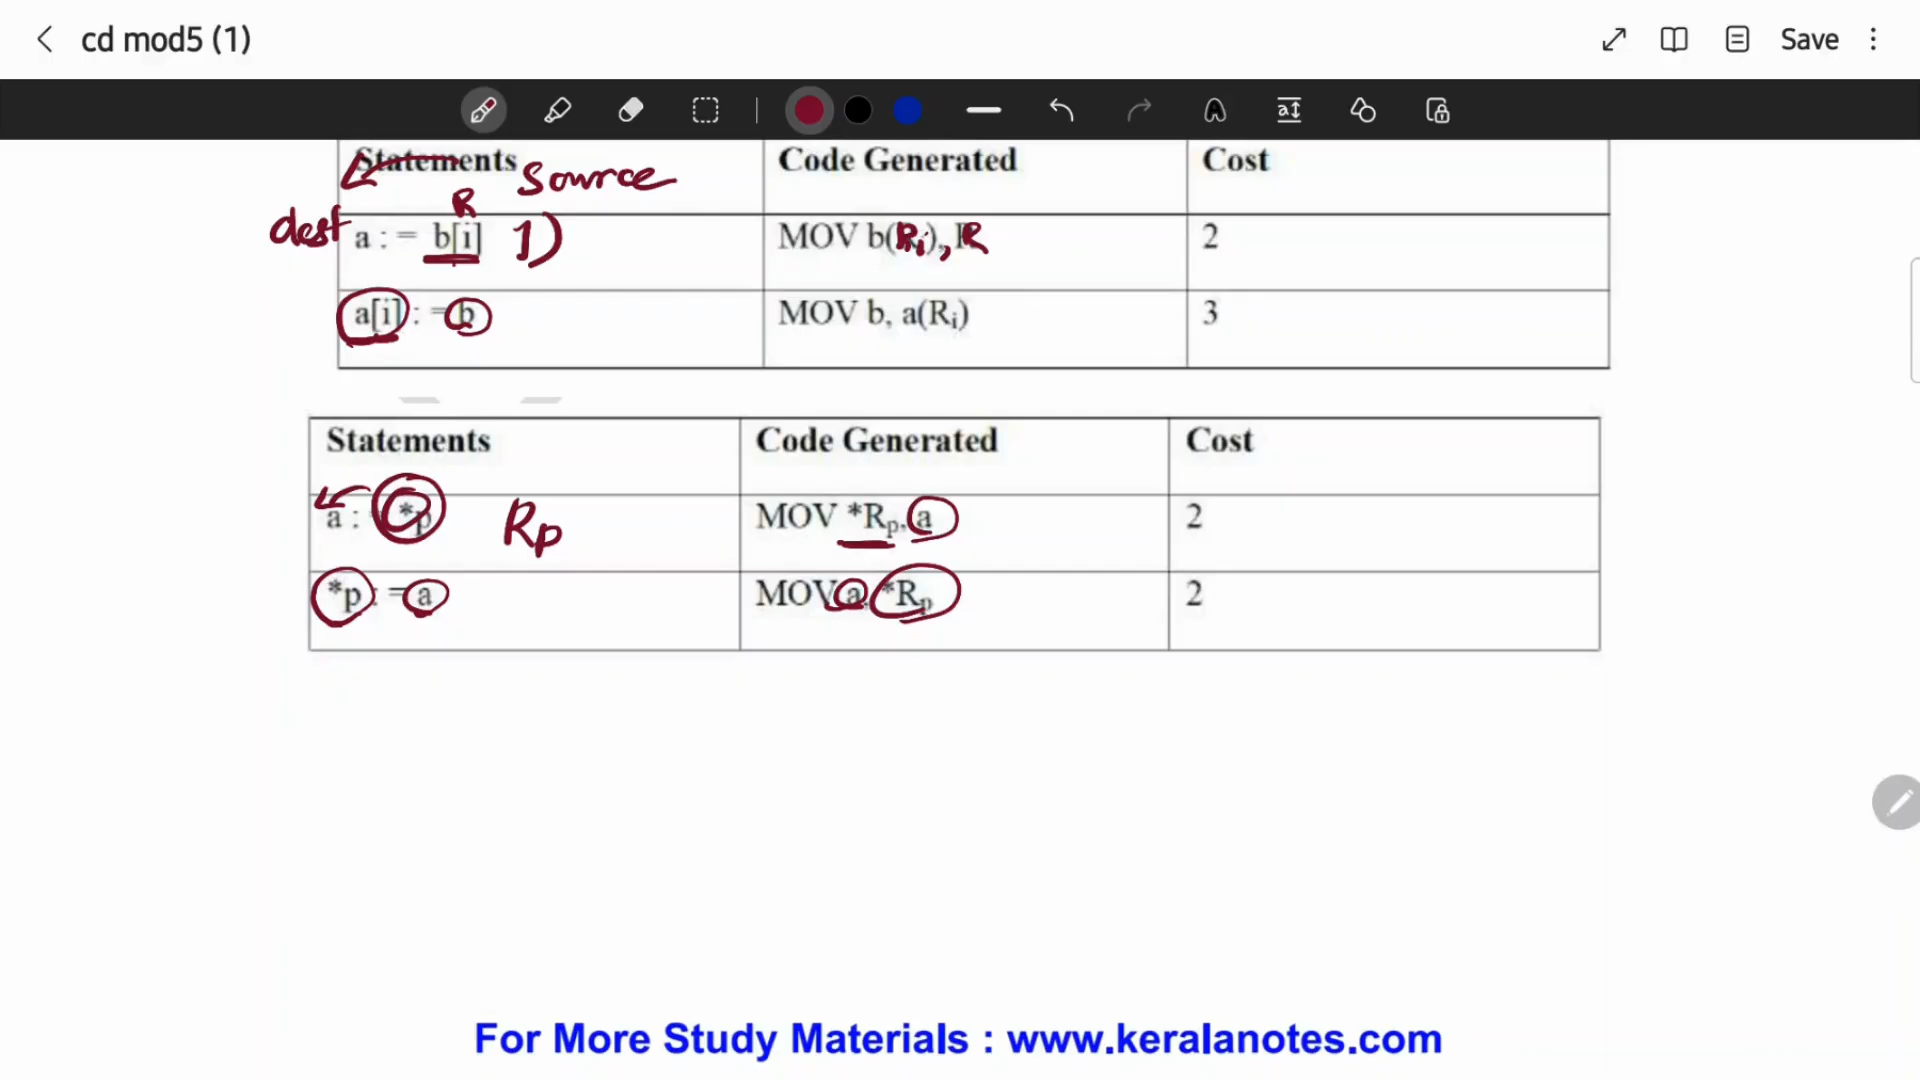 cd mod5 (1)
Save
Statements Source Code Generated Cost
R
dest a : = b[i] 1) MOV b(Ri), R 2
a[i] : = b MOV b, a(Ri) 3
Statements Code Generated Cost
a : *p Rp MOV *Rp, a 2
*p : = a MOV a, *Rp 2
For More Study Materials : www.keralanotes.com